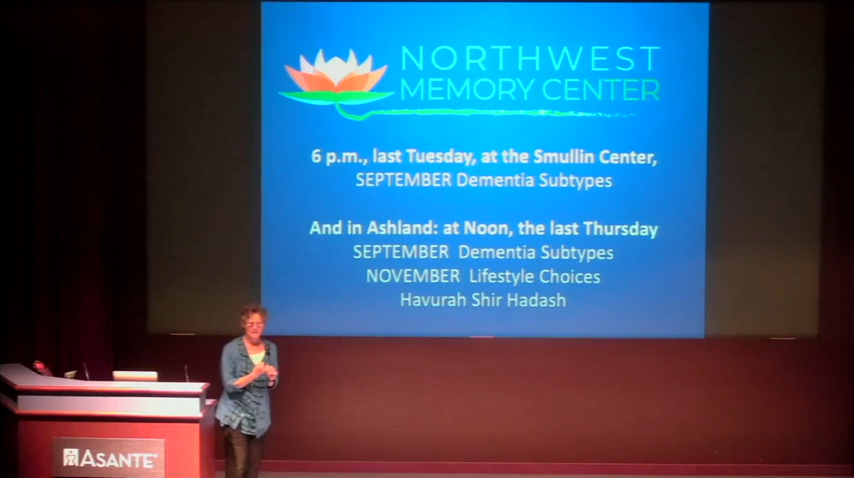 NORTHWEST
MEMORY CENTER
6 p.m., last Tuesday, at the Smullin Center,
SEPTEMBER Dementia Subtypes
And in Ashland: at Noon, the last Thursday
SEPTEMBER  Dementia Subtypes
NOVEMBER  Lifestyle Choices
Havurah Shir Hadash
ASANTE